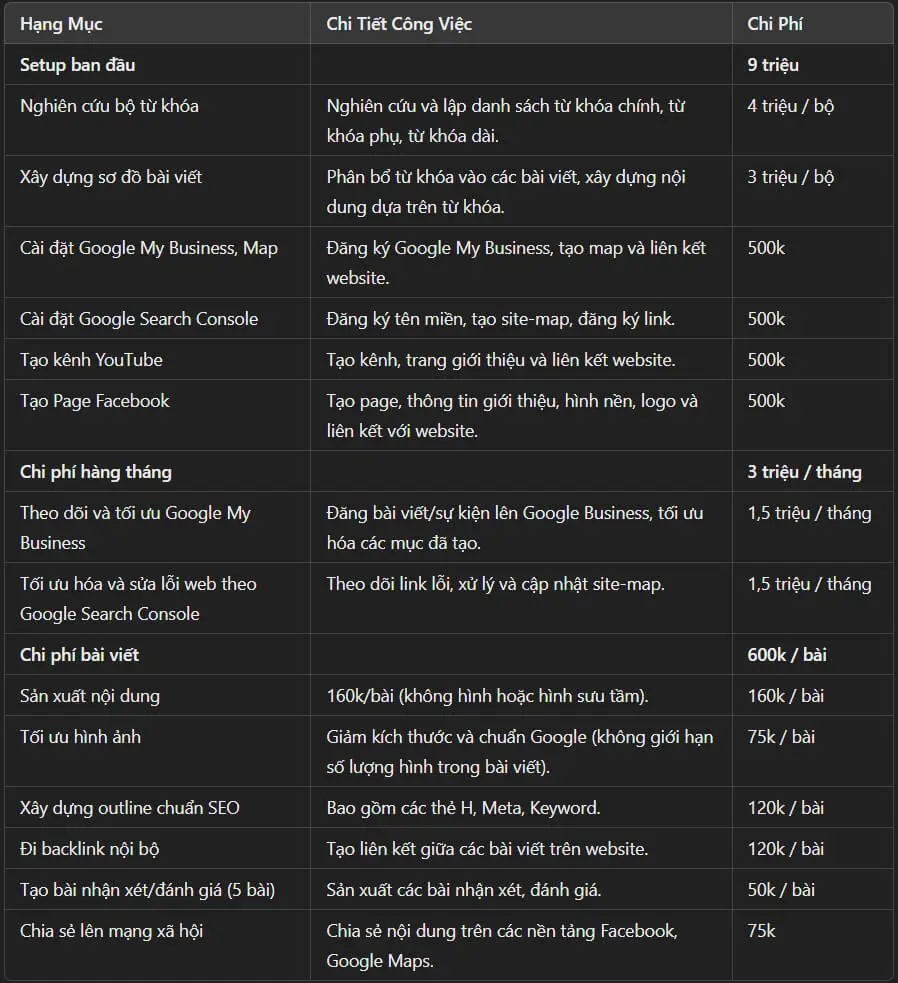 Hạng Mục	Chi Tiết Công Việc	Chi Phí
Setup ban đầu		9 triệu
Nghiên cứu bộ từ khóa	Nghiên cứu và lập danh sách từ khóa chính, từ	4 triệu / bộ
khóa phụ, từ khóa dài.
Xây dựng sơ đồ bài viết	Phân bổ từ khóa vào các bài viết, xây dựng nội	3 triệu / bộ
dung dựa trên từ khóa.
Cài đặt Google My Business, Map	Đăng ký Google My Business, tạo map và liên kết	500k
website.
Cài đặt Google Search Console	Đăng ký tên miền, tạo site-map, đăng ký link.	500k
Tạo kênh YouTube	Tạo kênh, trang giới thiệu và liên kết website.	500k
Tạo Page Facebook	Tạo page, thông tin giới thiệu, hình nền, logo và	500k
liên kết với website.
Chi phí hàng tháng		3 triệu / tháng
Theo dõi và tối ưu Google My	Đăng bài viết/sự kiện lên Google Business, tối ưu	1,5 triệu / tháng
Business	hóa các mục đã tạo.
Tối ưu hóa và sửa lỗi web theo	Theo dõi link lỗi, xử lý và cập nhật site-map.	1,5 triệu / tháng
Google Search Console
Chi phí bài viết		600k / bài
Sản xuất nội dung	160k/bài (không hình hoặc hình sưu tầm).	160k / bài
Tối ưu hình ảnh	Giảm kích thước và chuẩn Google (không giới hạn	75k / bài
số lượng hình trong bài viết).
Xây dựng outline chuẩn SEO	Bao gồm các thẻ H, Meta, Keyword.	120k / bài
Đi backlink nội bộ	Tạo liên kết giữa các bài viết trên website.	120k / bài
Tạo bài nhận xét/đánh giá (5 bài)	Sản xuất các bài nhận xét, đánh giá.	50k / bài
Chia sẻ lên mạng xã hội	Chia sẻ nội dung trên các nền tảng Facebook,	75k
Google Maps.